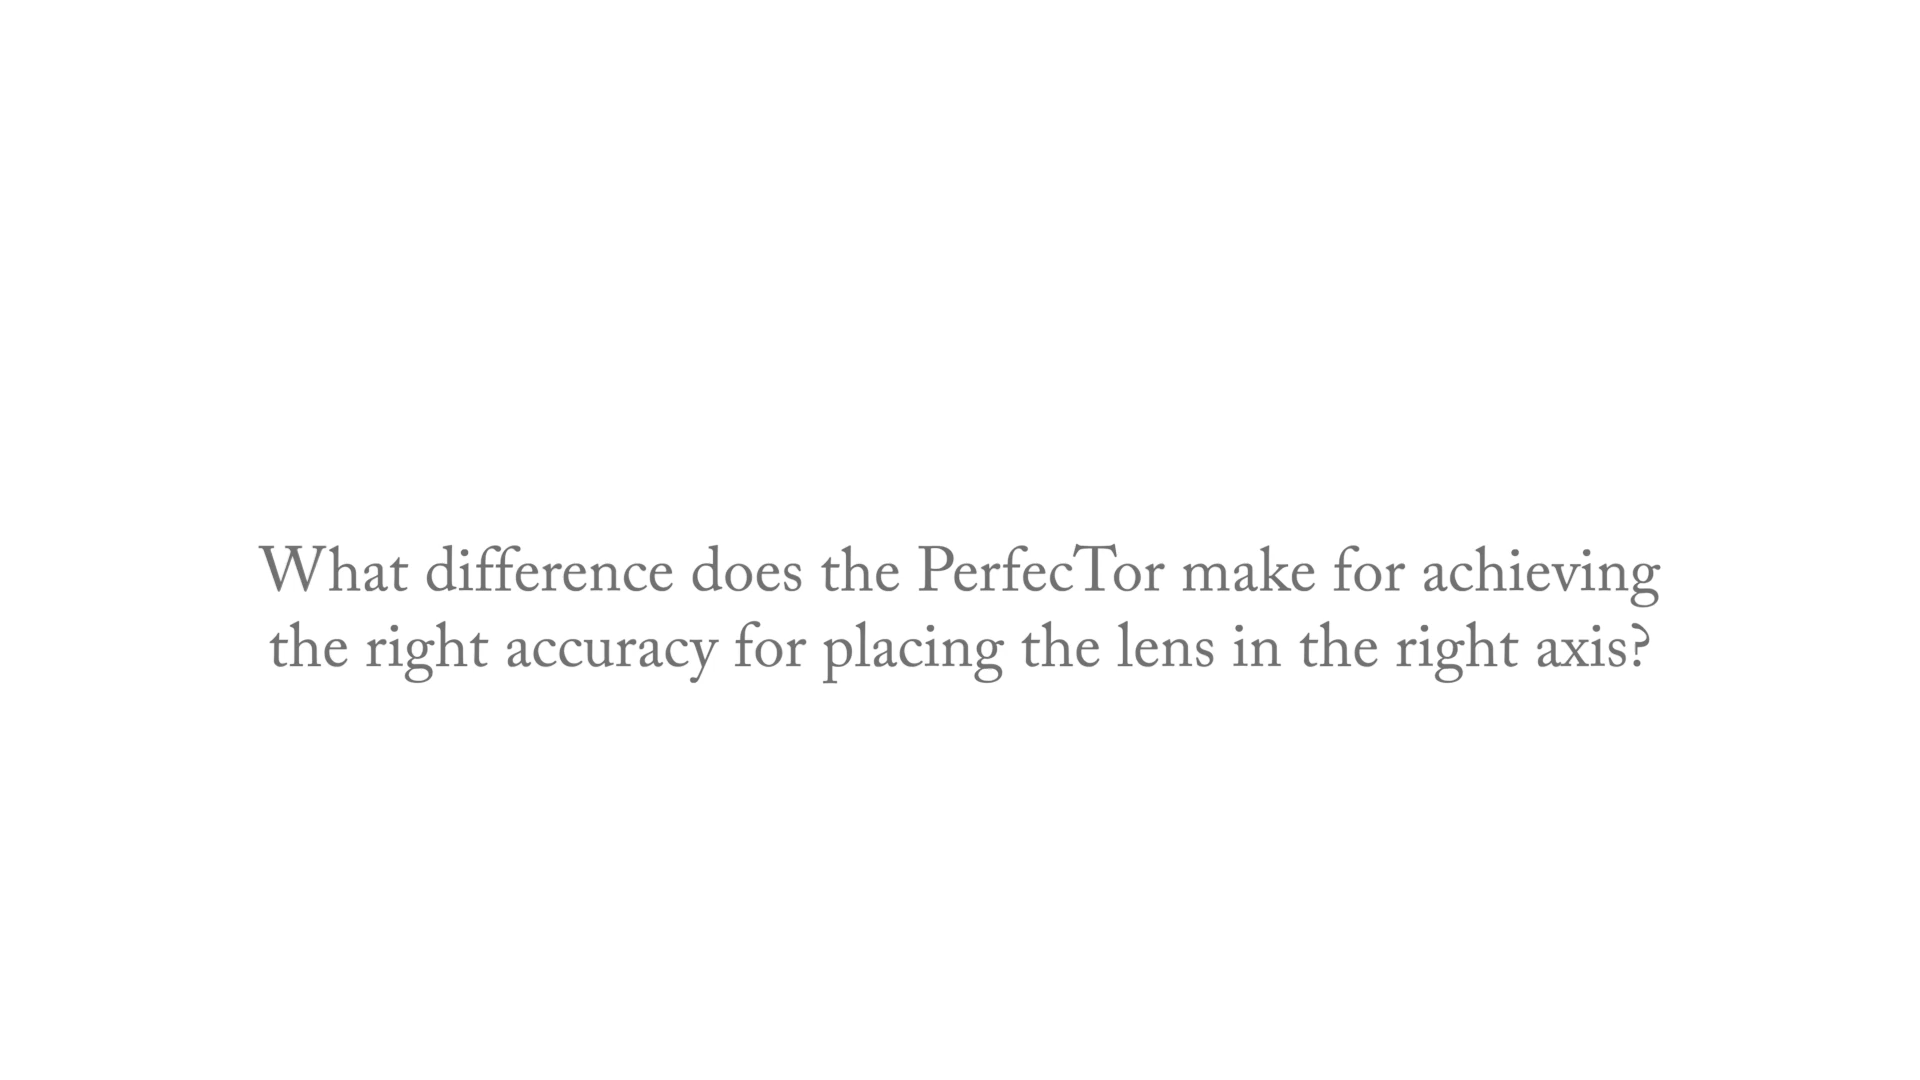 What difference does the PerfecTor make for achieving
the right accuracy for placing the lens in the right axis?